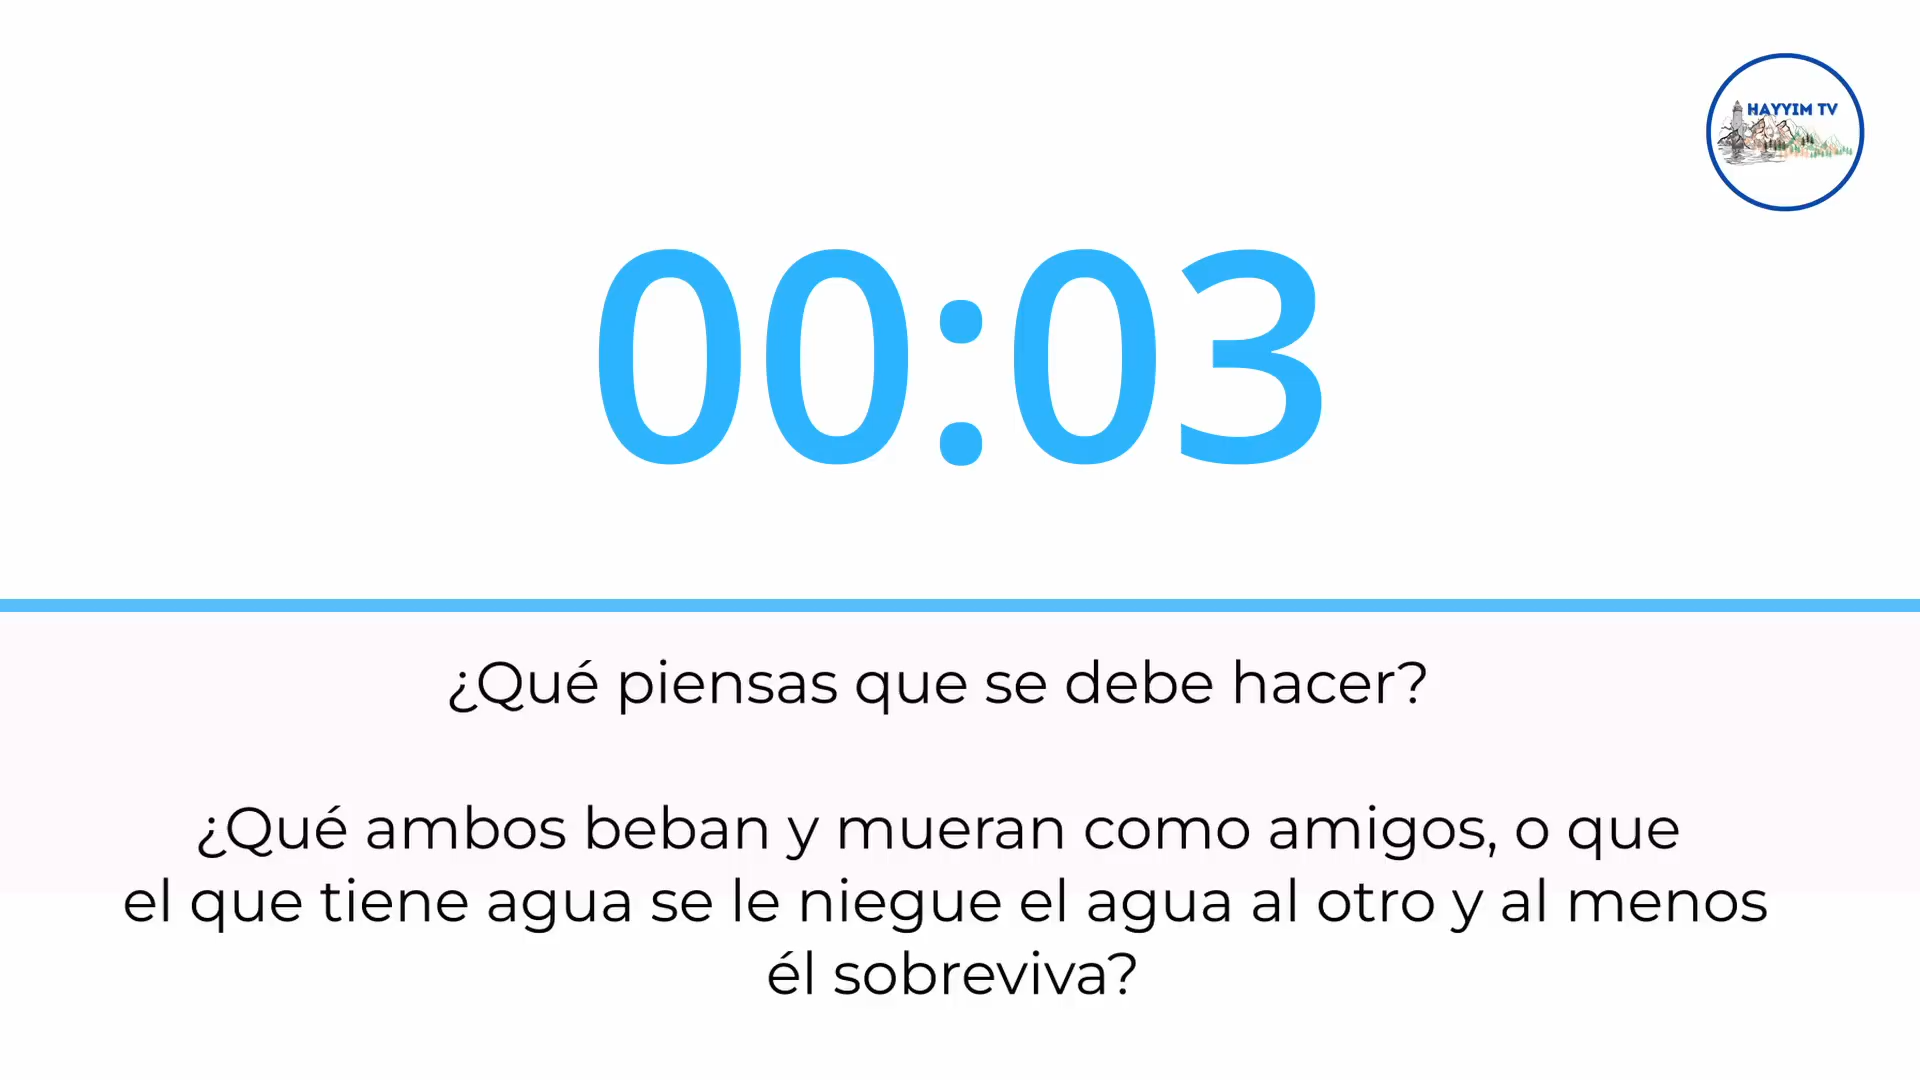 HAYYIM TV
00:03
¿Qué piensas que se debe hacer?
¿Qué ambos beban y mueran como amigos, o que
el que tiene agua se le niegue el agua al otro y al menos
él sobreviva?